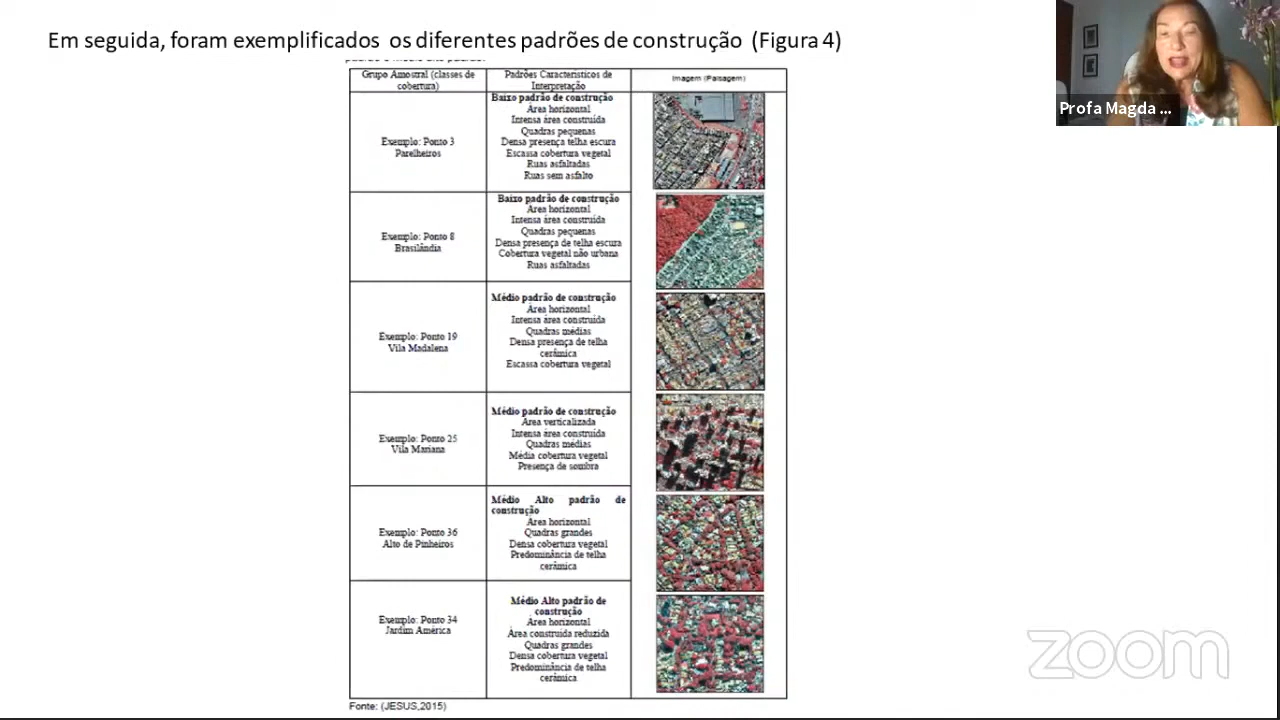 Em seguida, foram exemplificados os diferentes padrões de construção (Figura 4)
Grupo Amostral (classes de
cobertura)
Padrões Característicos de
Interpretação
Imagem (Paisagem)
Exemplo: Ponto 3
Parelheiros
Baixo padrão de construção
Área horizontal
Intensa área construída
Quadras pequenas
Densa presença telha escura
Escassa cobertura vegetal
Ruas asfaltadas
Ruas sem asfalto
Exemplo: Ponto 8
Brasilândia
Baixo padrão de construção
Área horizontal
Intensa área construída
Quadras pequenas
Densa presença de telha escura
Cobertura vegetal não urbana
Ruas asfaltadas
Exemplo: Ponto 19
Vila Madalena
Médio padrão de construção
Área horizontal
Intensa área construída
Quadras médias
Densa presença de telha
cerâmica
Escassa cobertura vegetal
Exemplo: Ponto 25
Vila Mariana
Médio padrão de construção
Área verticalizada
Intensa área construída
Quadras médias
Média cobertura vegetal
Presença de sombra
Exemplo: Ponto 36
Alto de Pinheiros
Médio Alto padrão de
construção
Área horizontal
Quadras grandes
Densa cobertura vegetal
Predominância de telha
cerâmica
Exemplo: Ponto 34
Jardim América
Médio Alto padrão de
construção
Área horizontal
Área construída reduzida
Quadras grandes
Densa cobertura vegetal
Predominância de telha
cerâmica
Fonte: (JESUS,2015)
Profa Magda ...
zoom